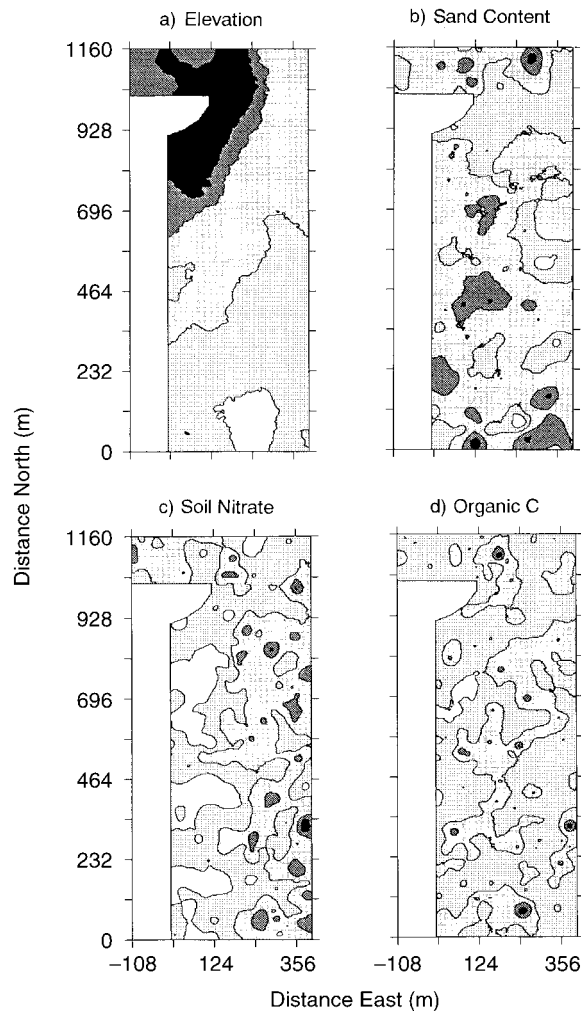 a) Elevation
b) Sand Content
1160
928
696
464
232
0
c) Soil Nitrate
d) Organic C
1160
928
696
464
232
0
Distance North (m)
−108 124 356 −108 124 356
Distance East (m)